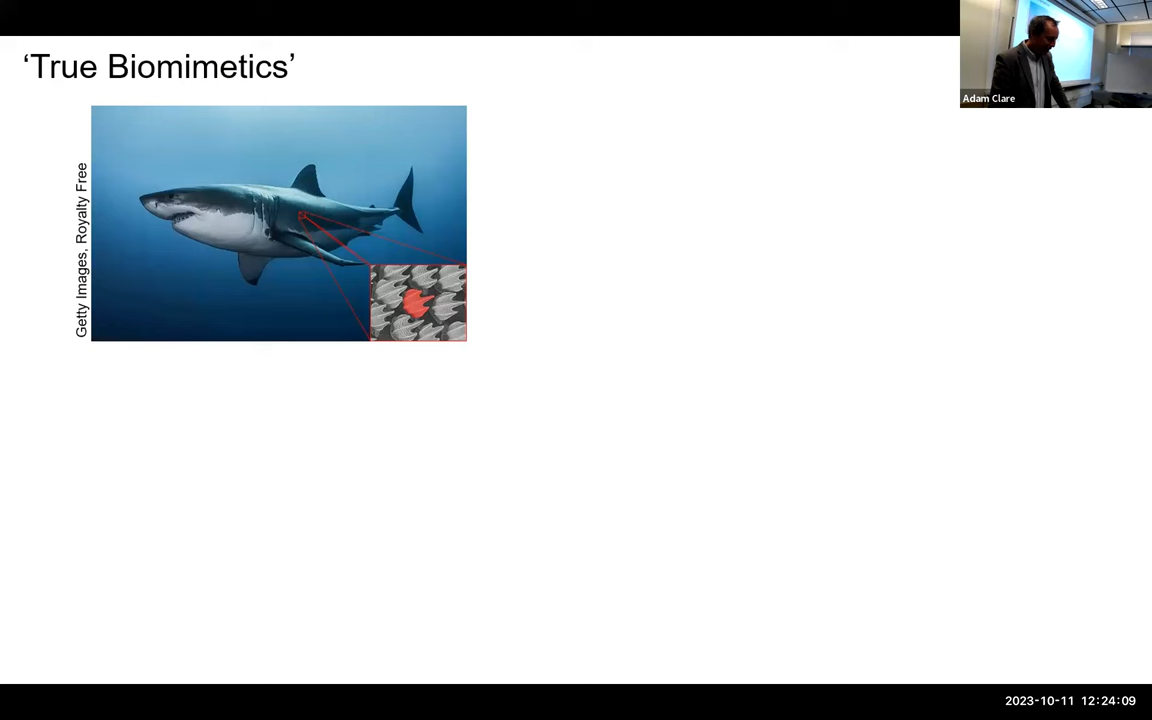 ‘True Biomimetics’
Getty Images, Royalty Free
Adam Clare
2023-10-11 12:24:09